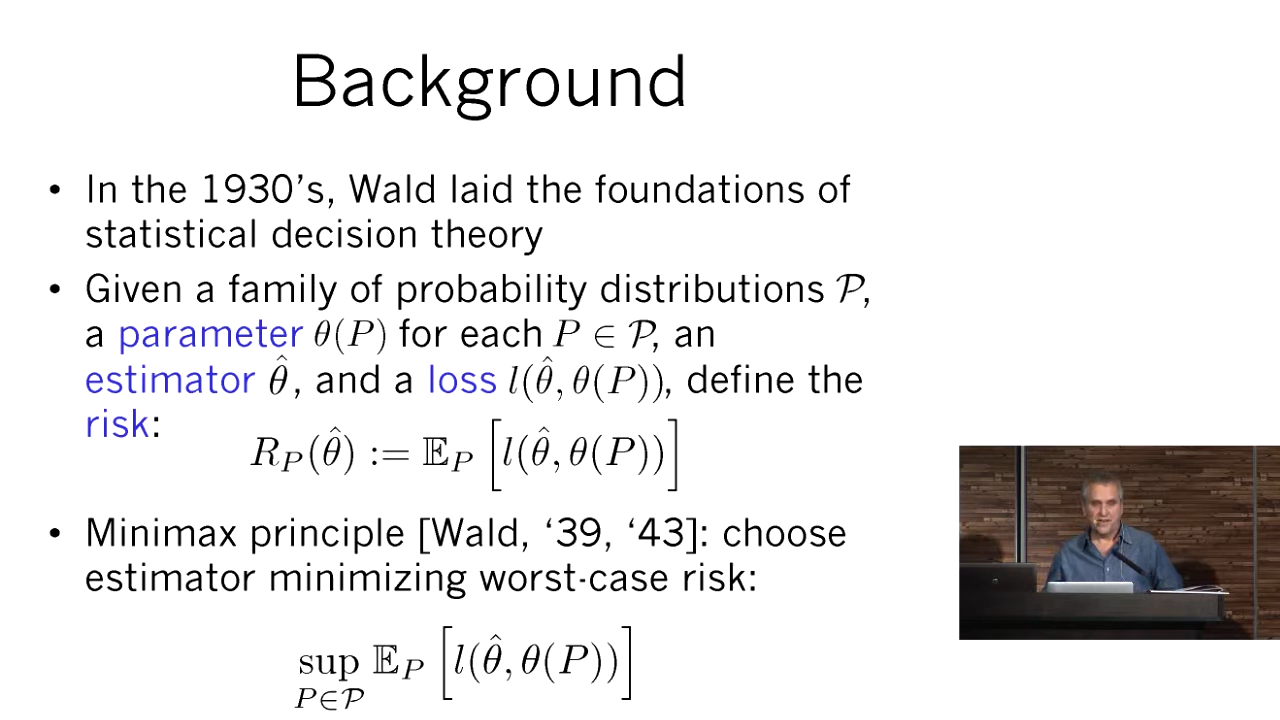 Background
• In the 1930's, Wald laid the foundations of
statistical decision theory
• Given a family of probability distributions 𝒫,
a parameter θ(P) for each P ∈ 𝒫, an
estimator θ̂, and a loss l(θ̂, θ(P)), define the
risk:
R_P(θ̂) := 𝔼_P [l(θ̂, θ(P))]
• Minimax principle [Wald, ‘39, ‘43]: choose
estimator minimizing worst-case risk:
sup_{P∈𝒫} 𝔼_P [l(θ̂, θ(P))]